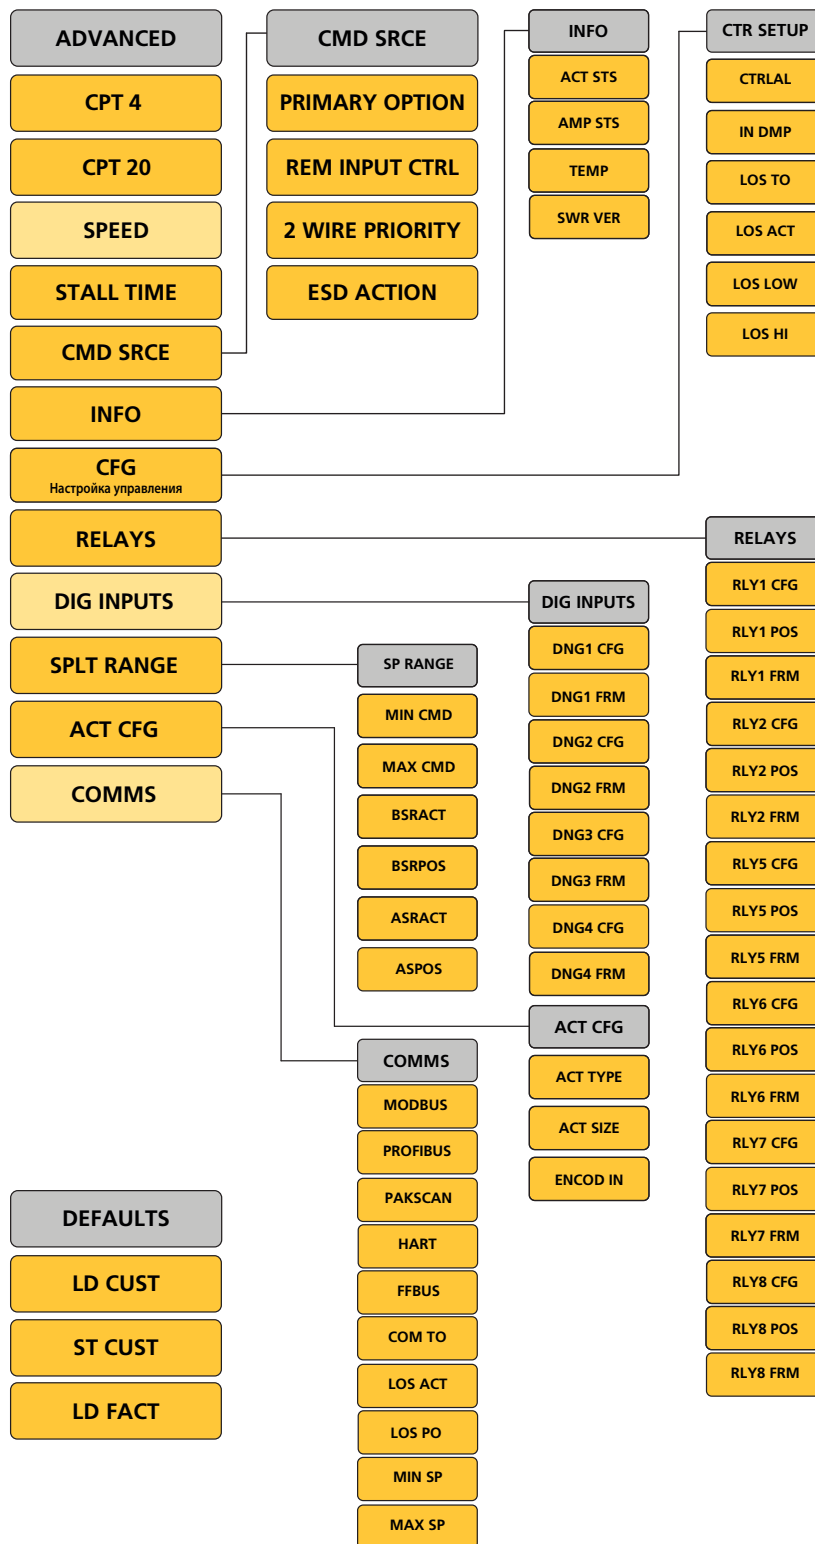 ADVANCED
CPT 4
CPT 20
SPEED
STALL TIME
CMD SRCE
INFO
CFG
Настройка управления
RELAYS
DIG INPUTS
SPLT RANGE
ACT CFG
COMMS
DEFAULTS
LD CUST
ST CUST
LD FACT
CMD SRCE
PRIMARY OPTION
REM INPUT CTRL
2 WIRE PRIORITY
ESD ACTION
SP RANGE
MIN CMD
MAX CMD
BSRACT
BSRPOS
ASRACT
ASPOS
COMMS
MODBUS
PROFIBUS
PAKSCAN
HART
FFBUS
COM TO
LOS ACT
LOS PO
MIN SP
MAX SP
INFO
ACT STS
AMP STS
TEMP
SWR VER
DIG INPUTS
DNG1 CFG
DNG1 FRM
DNG2 CFG
DNG2 FRM
DNG3 CFG
DNG3 FRM
DNG4 CFG
DNG4 FRM
ACT CFG
ACT TYPE
ACT SIZE
ENCOD IN
CTR SETUP
CTRLAL
IN DMP
LOS TO
LOS ACT
LOS LOW
LOS HI
RELAYS
RLY1 CFG
RLY1 POS
RLY1 FRM
RLY2 CFG
RLY2 POS
RLY2 FRM
RLY5 CFG
RLY5 POS
RLY5 FRM
RLY6 CFG
RLY6 POS
RLY6 FRM
RLY7 CFG
RLY7 POS
RLY7 FRM
RLY8 CFG
RLY8 POS
RLY8 FRM